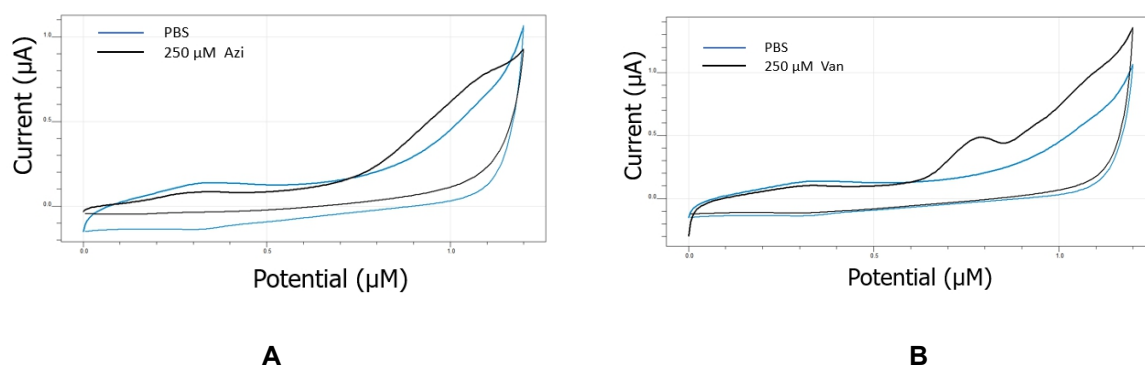 PBS
250 μM Azi
Current (μA)
1.0
0.5
0.0
0.0
0.5
1.0
Potential (μM)
A
PBS
250 μM Van
Current (μA)
1.0
0.5
0.0
0.0
0.5
1.0
Potential (μM)
B